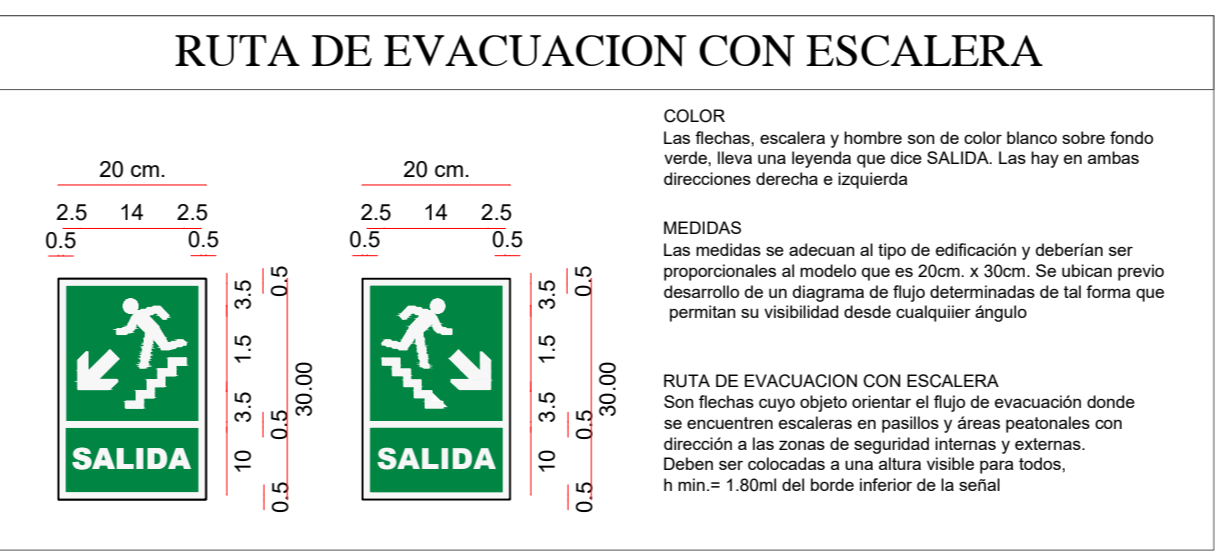 RUTA DE EVACUACION CON ESCALERA
20 cm.
2.5 14 2.5
0.5 0.5
3.5
1.5
3.5
10
0.5
0.5
0.5
30.00
SALIDA
20 cm.
2.5 14 2.5
0.5 0.5
3.5
1.5
3.5
10
0.5
0.5
0.5
30.00
SALIDA
COLOR
Las flechas, escalera y hombre son de color blanco sobre fondo
verde, lleva una leyenda que dice SALIDA. Las hay en ambas
direcciones derecha e izquierda
MEDIDAS
Las medidas se adecuan al tipo de edificación y deberían ser
proporcionales al modelo que es 20cm. x 30cm. Se ubican previo
desarrollo de un diagrama de flujo determinadas de tal forma que
permitan su visibilidad desde cualquiier ángulo
RUTA DE EVACUACION CON ESCALERA
Son flechas cuyo objeto orientar el flujo de evacuación donde
se encuentren escaleras en pasillos y áreas peatonales con
dirección a las zonas de seguridad internas y externas.
Deben ser colocadas a una altura visible para todos,
h min.= 1.80ml del borde inferior de la señal